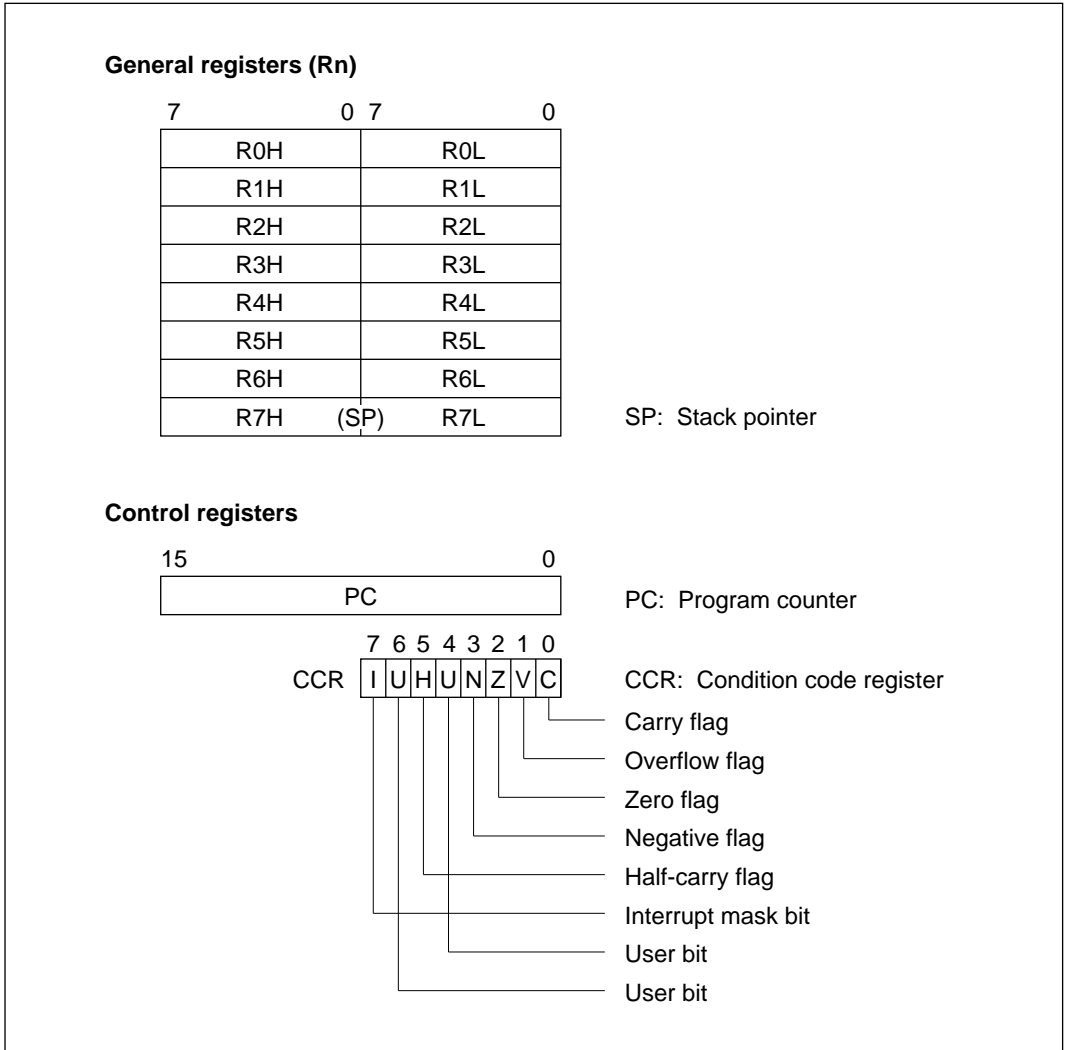 General registers (Rn)
7 0 7 0
R0H R0L
R1H R1L
R2H R2L
R3H R3L
R4H R4L
R5H R5L
R6H R6L
R7H (SP) R7L SP: Stack pointer
Control registers
15 0
PC PC: Program counter
7 6 5 4 3 2 1 0
CCR I U H U N Z V C CCR: Condition code register
Carry flag
Overflow flag
Zero flag
Negative flag
Half-carry flag
Interrupt mask bit
User bit
User bit